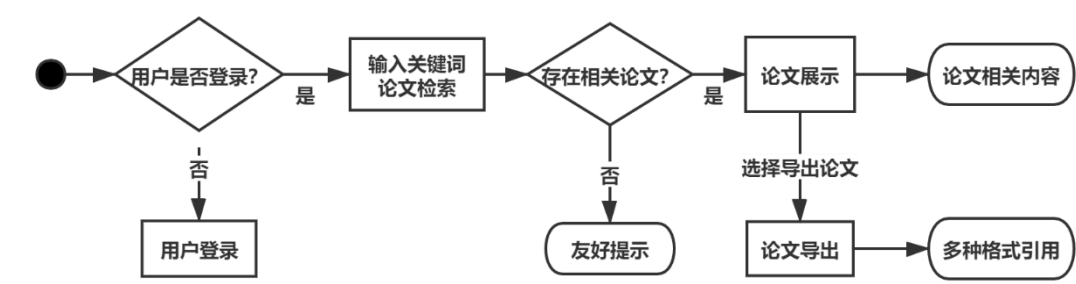 用户是否登录?
是
输入关键词
论文检索
存在相关论文?
是
论文展示
论文相关内容
否
否
选择导出论文
用户登录
友好提示
论文导出
多种格式引用